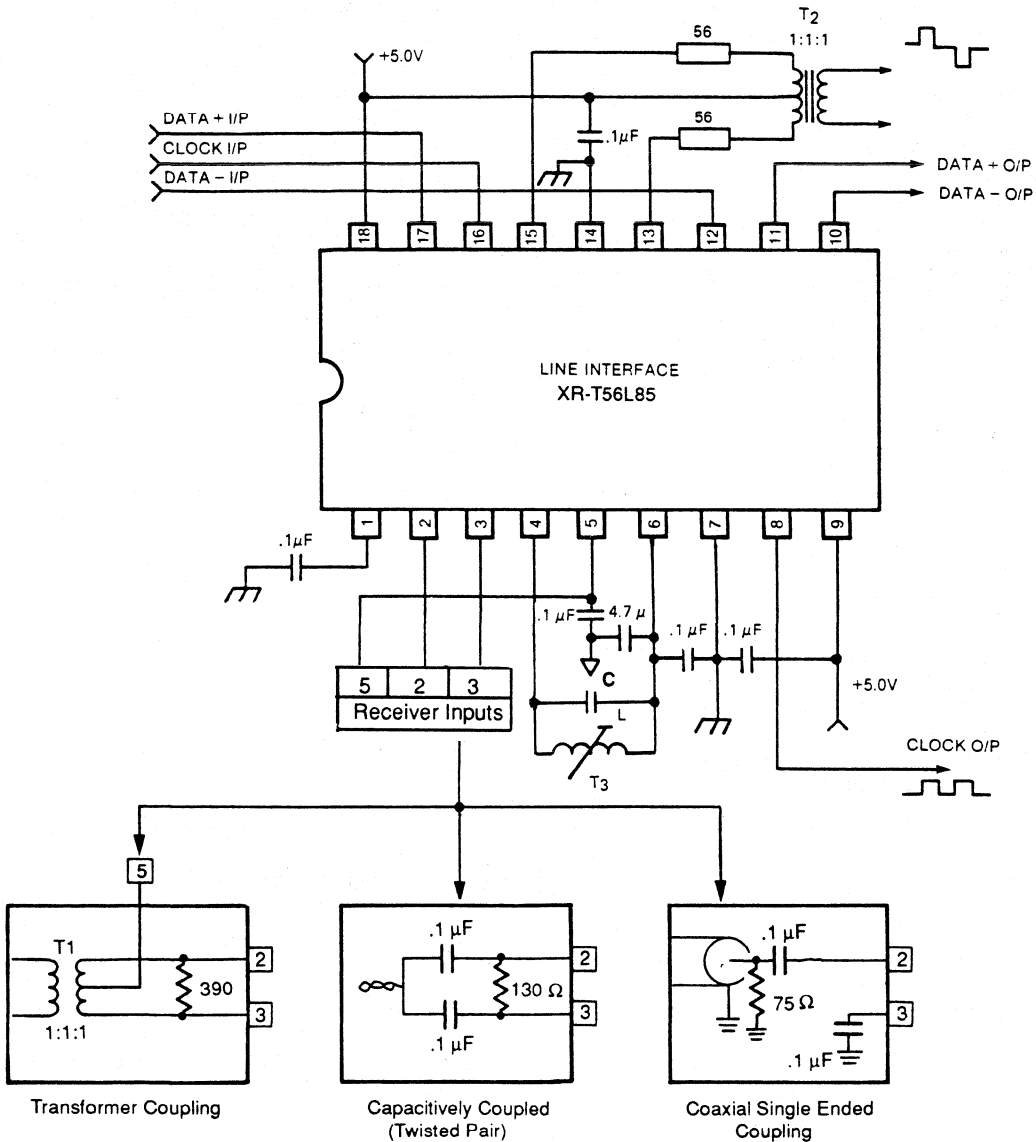 T2
1:1:1
56
+5.0V
56
.1μF
DATA + I/P
CLOCK I/P
DATA – I/P
DATA + O/P
DATA – O/P
18 17 16 15 14 13 12 11 10
LINE INTERFACE
XR-T56L85
1 2 3 4 5 6 7 8 9
.1μF
.1 μF
4.7 μ
.1 μF
.1 μF
+5.0V
C
L
T3
5 2 3
Receiver Inputs
CLOCK O/P
5
T1
1:1:1
390
2
3
Transformer Coupling
.1 μF
.1 μF
130 Ω
2
3
Capacitively Coupled
(Twisted Pair)
.1 μF
75 Ω
.1 μF
2
3
Coaxial Single Ended
Coupling